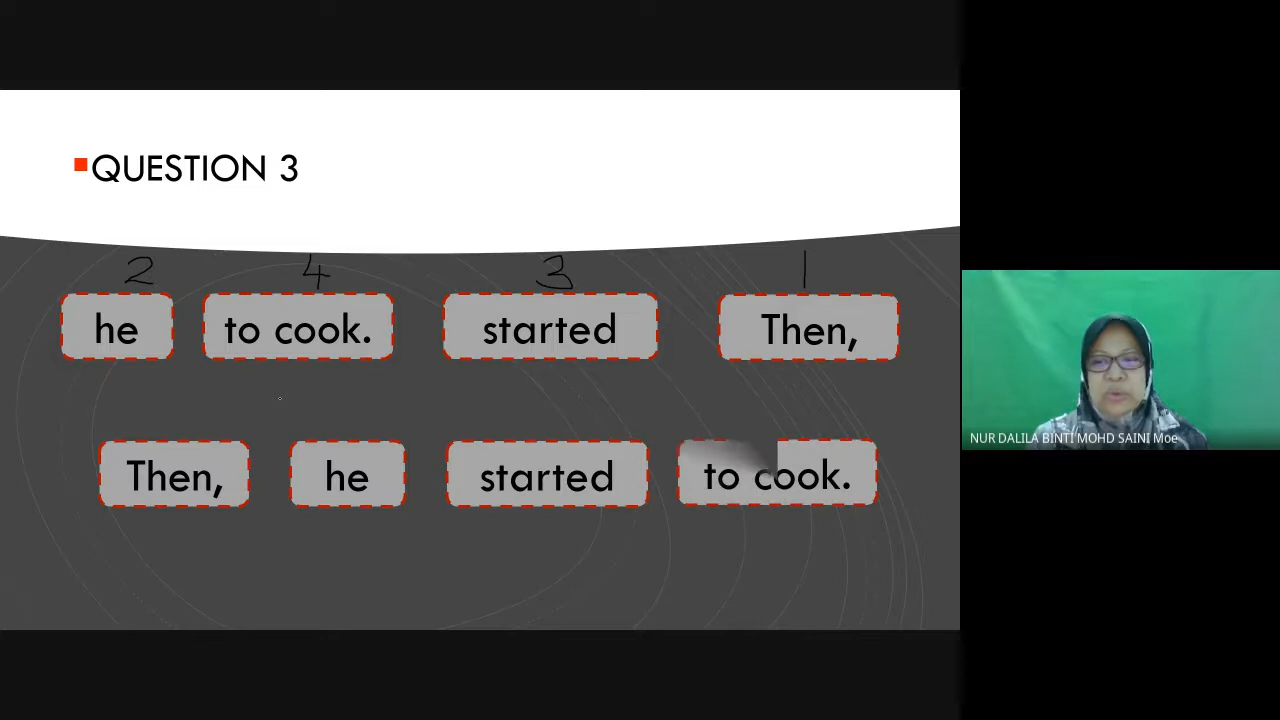 QUESTION 3
2 4 3 1
he to cook. started Then,
Then, he started to cook.
NUR DALILA BINTI MOHD SAINI Moe